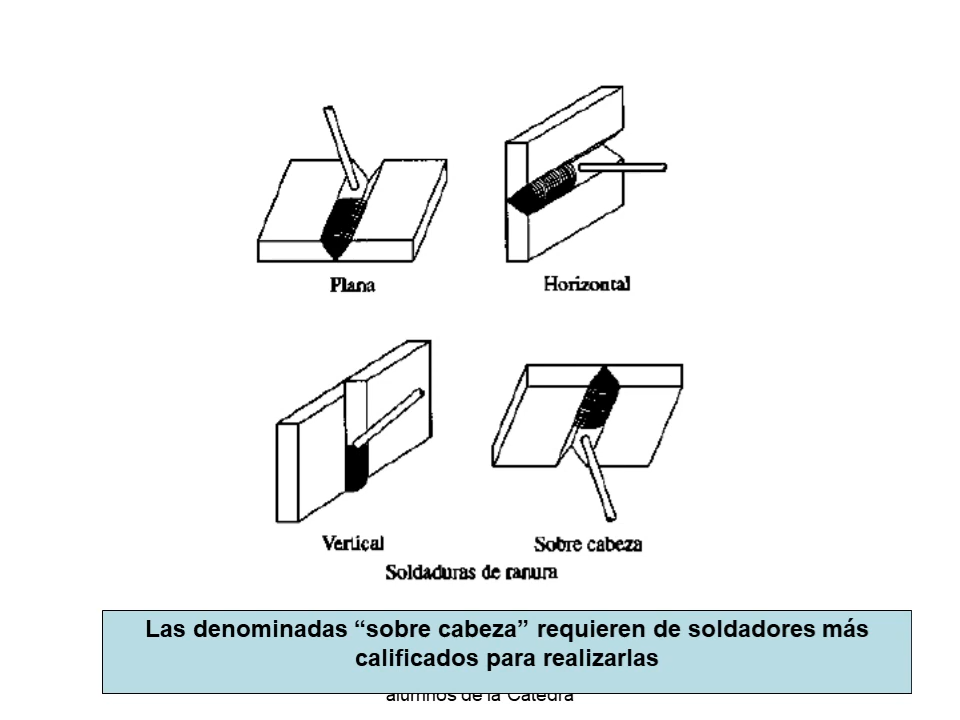 Plana
Horizontal
Vertical
Sobre cabeza
Soldaduras de ranura
Las denominadas “sobre cabeza” requieren de soldadores más
calificados para realizarlas
alumnos de la Cátedra